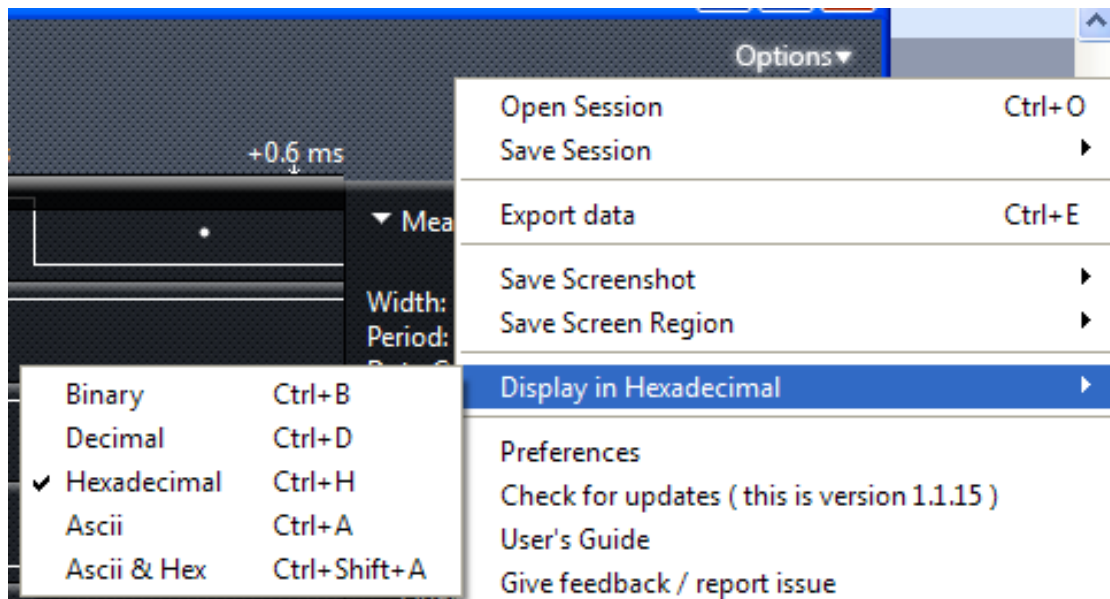 Options▾
Open Session Ctrl+O
Save Session
+0.6 ms
Export data Ctrl+E
Save Screenshot
Width:
Save Screen Region
Period:
Display in Hexadecimal
Binary Ctrl+B
Decimal Ctrl+D
Hexadecimal Ctrl+H
Ascii Ctrl+A
Ascii & Hex Ctrl+Shift+A
Preferences
Check for updates ( this is version 1.1.15 )
User's Guide
Give feedback / report issue